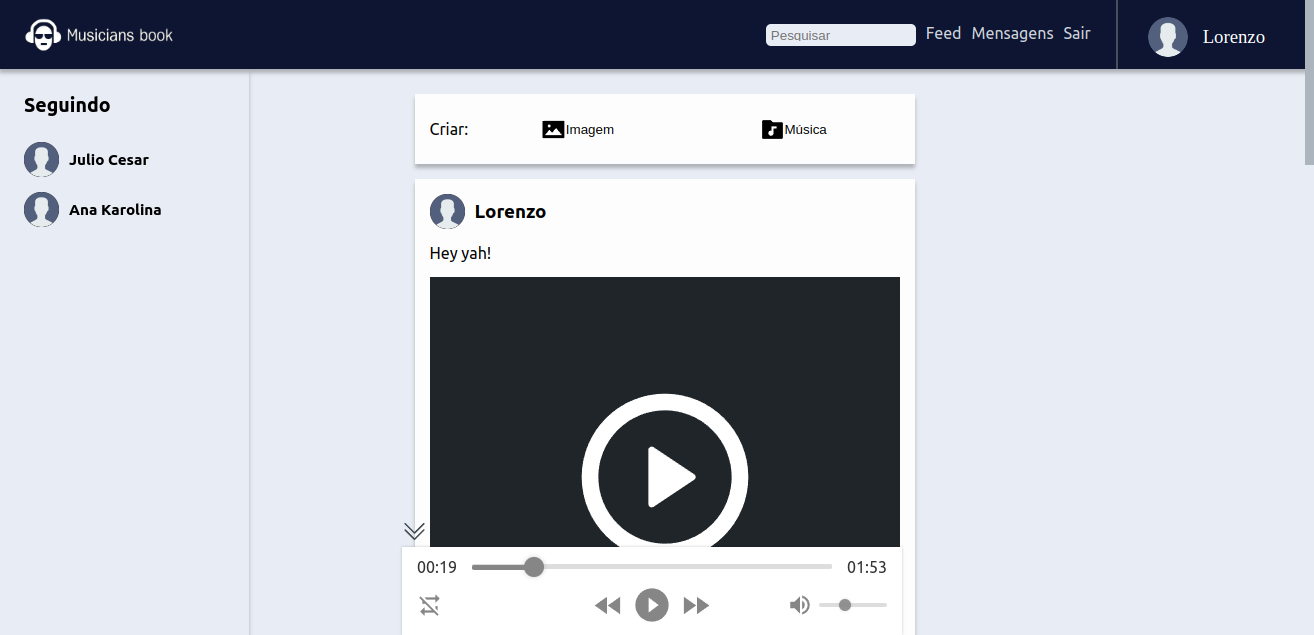 Musicians book
Pesquisar
Feed Mensagens Sair
Lorenzo
Seguindo
Julio Cesar
Ana Karolina
Criar:
Imagem
Música
Lorenzo
Hey yah!
00:19
01:53